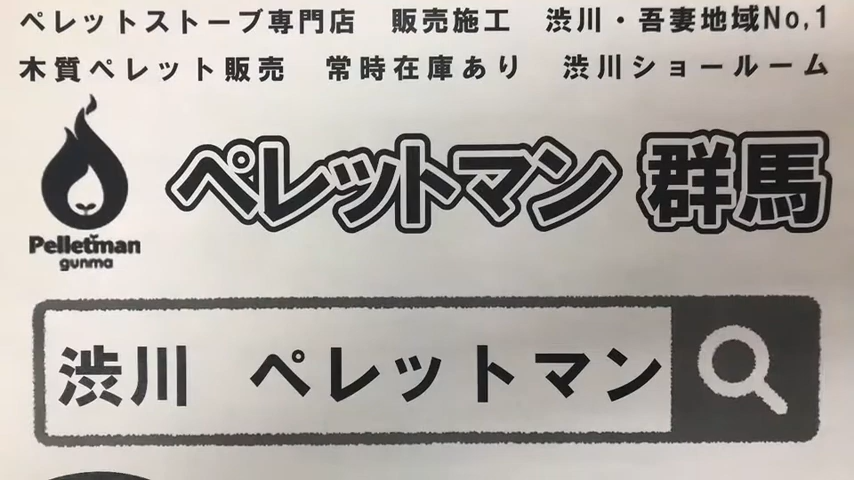 ペレットストーブ専門店　販売施工　渋川・吾妻地域No,1
木質ペレット販売　常時在庫あり　渋川ショールーム
ペレットマン 群馬
Pelletman
gunma
渋川　ペレットマン